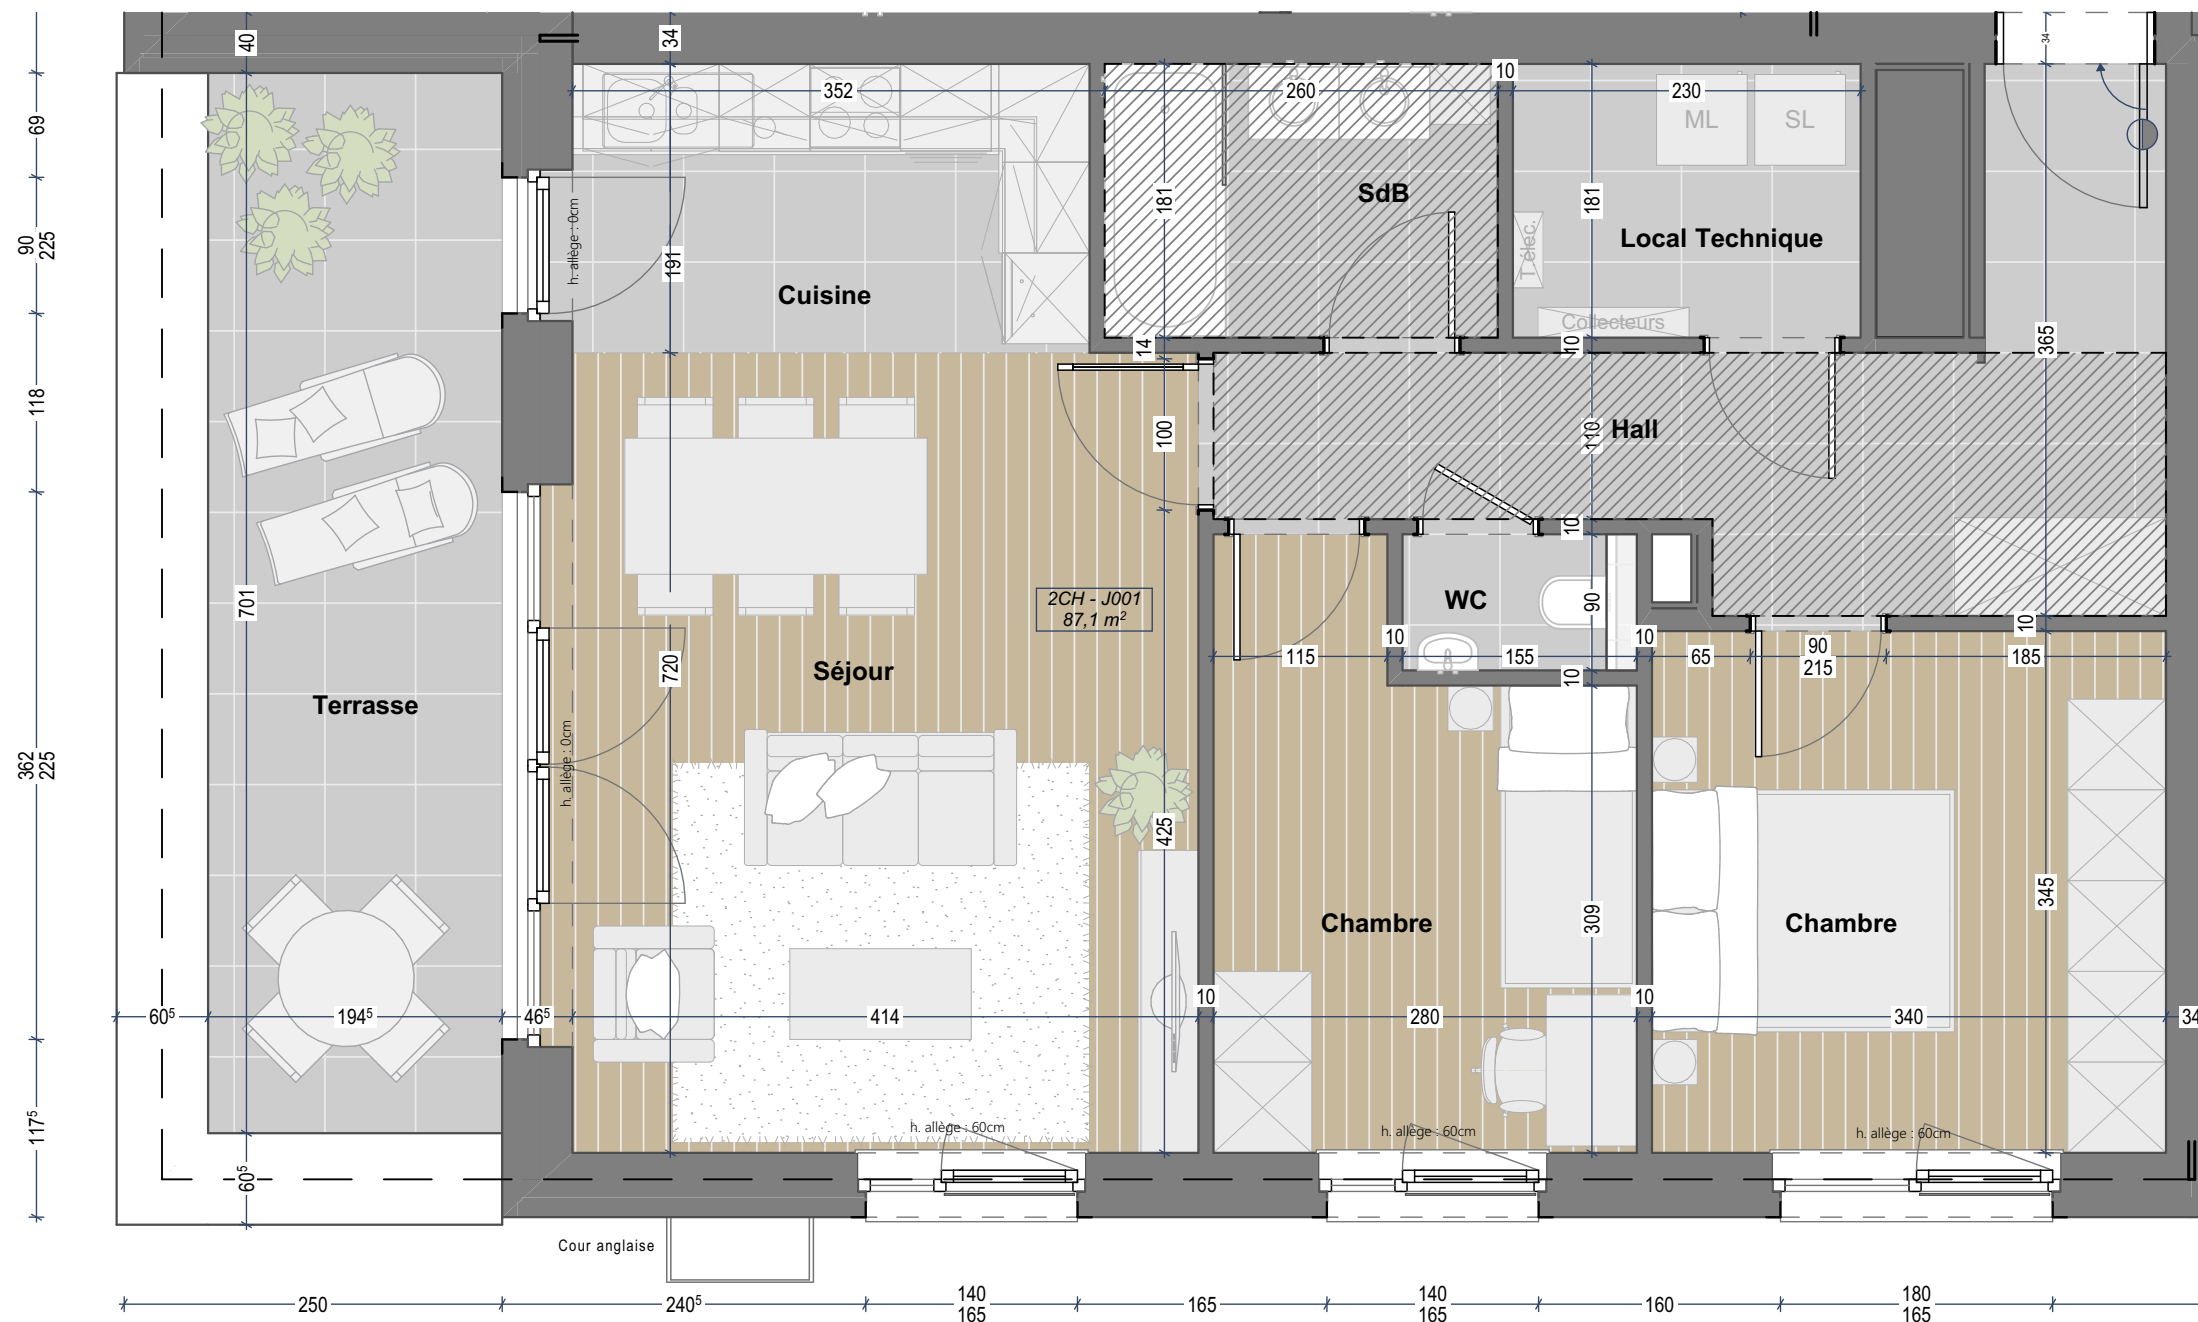 40
34
34
352
260
10
230
ML
SL
69
SdB
181
181
Local Technique
90
225
h. allège : 0cm
191
T.élec.
Cuisine
Collecteurs
14
10
365
118
100
110
Hall
10
2CH - J001
87,1 m²
701
WC
90
10
720
Séjour
115
10
155
10
10
65
90
215
185
Terrasse
362
225
h. allège : 0cm
425
309
345
Chambre
Chambre
60⁵
194⁵
46⁵
414
10
280
10
340
34
117⁵
h. allège : 60cm
h. allège : 60cm
h. allège : 60cm
60⁵
Cour anglaise
250
240⁵
140
165
165
140
165
160
180
165